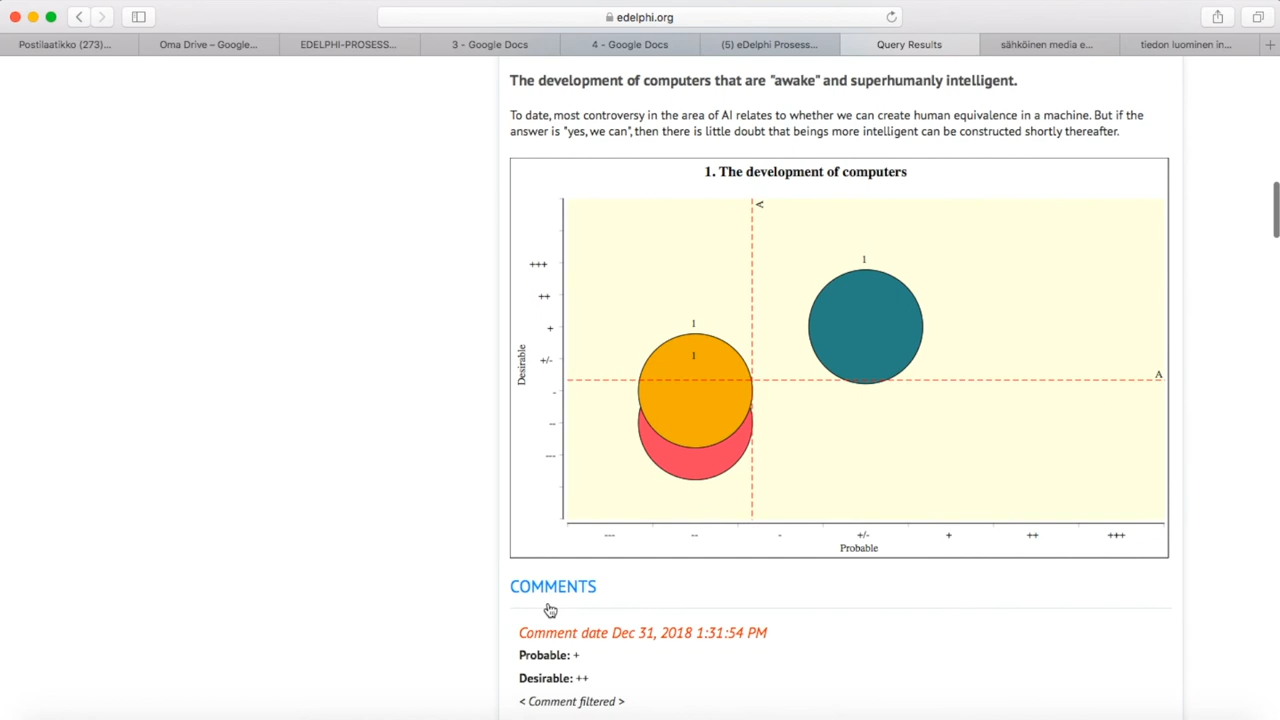 edelphi.org
Postilaatikko (273)...
Oma Drive – Google...
EDELPHI-PROSESS...
3 - Google Docs
4 - Google Docs
(5) eDelphi Prosess...
Query Results
sähköinen media e...
tiedon luominen in...
The development of computers that are "awake" and superhumanly intelligent.
To date, most controversy in the area of AI relates to whether we can create human equivalence in a machine. But if the
answer is "yes, we can", then there is little doubt that beings more intelligent can be constructed shortly thereafter.
1. The development of computers
A
1
+++
++
+
1
1
+/-
Desirable
A
-
--
---
---
--
-
+/-
+
++
+++
Probable
COMMENTS
Comment date Dec 31, 2018 1:31:54 PM
Probable: +
Desirable: ++
< Comment filtered >